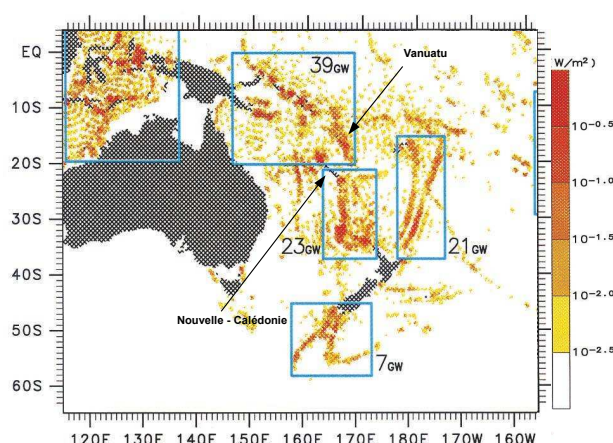 EQ
10S
20S
30S
40S
50S
60S
120E 130E 140E 150E 160E 170E 180E 170W 160W
39GW
Vanuatu
23GW
21GW
Nouvelle - Calédonie
7GW
W/m²)
10⁻⁰·⁵
10⁻¹·⁰
10⁻¹·⁵
10⁻²·⁰
10⁻²·⁵